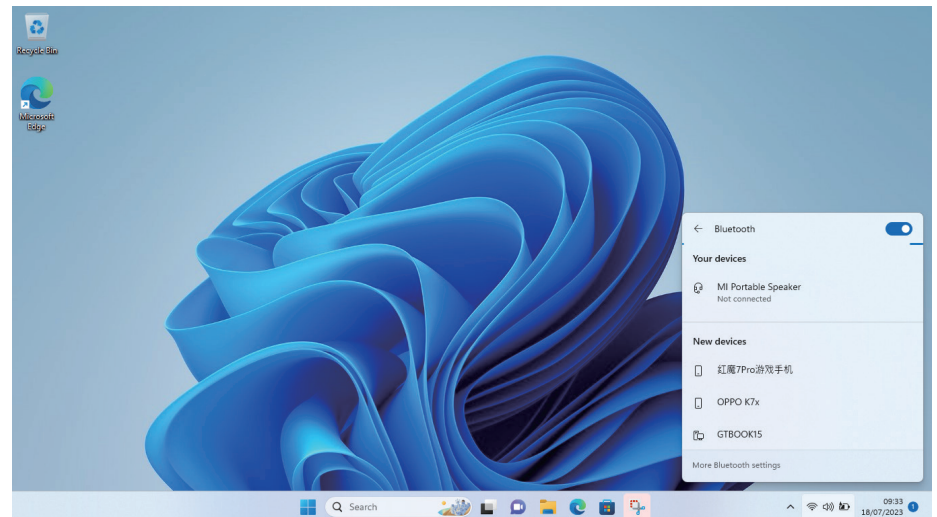 Recycle Bin
Microsoft
Edge
Bluetooth
Your devices
MI Portable Speaker
Not connected
New devices
红魔7Pro游戏手机
OPPO K7x
GTBOOK15
More Bluetooth settings
Search
09:33
18/07/2023
1